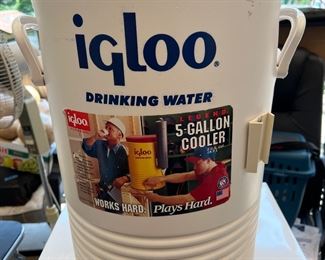 igloo®
DRINKING WATER
igloo
LEGEND
5-GALLON
COOLER
igloo
WORKS HARD. Plays Hard.